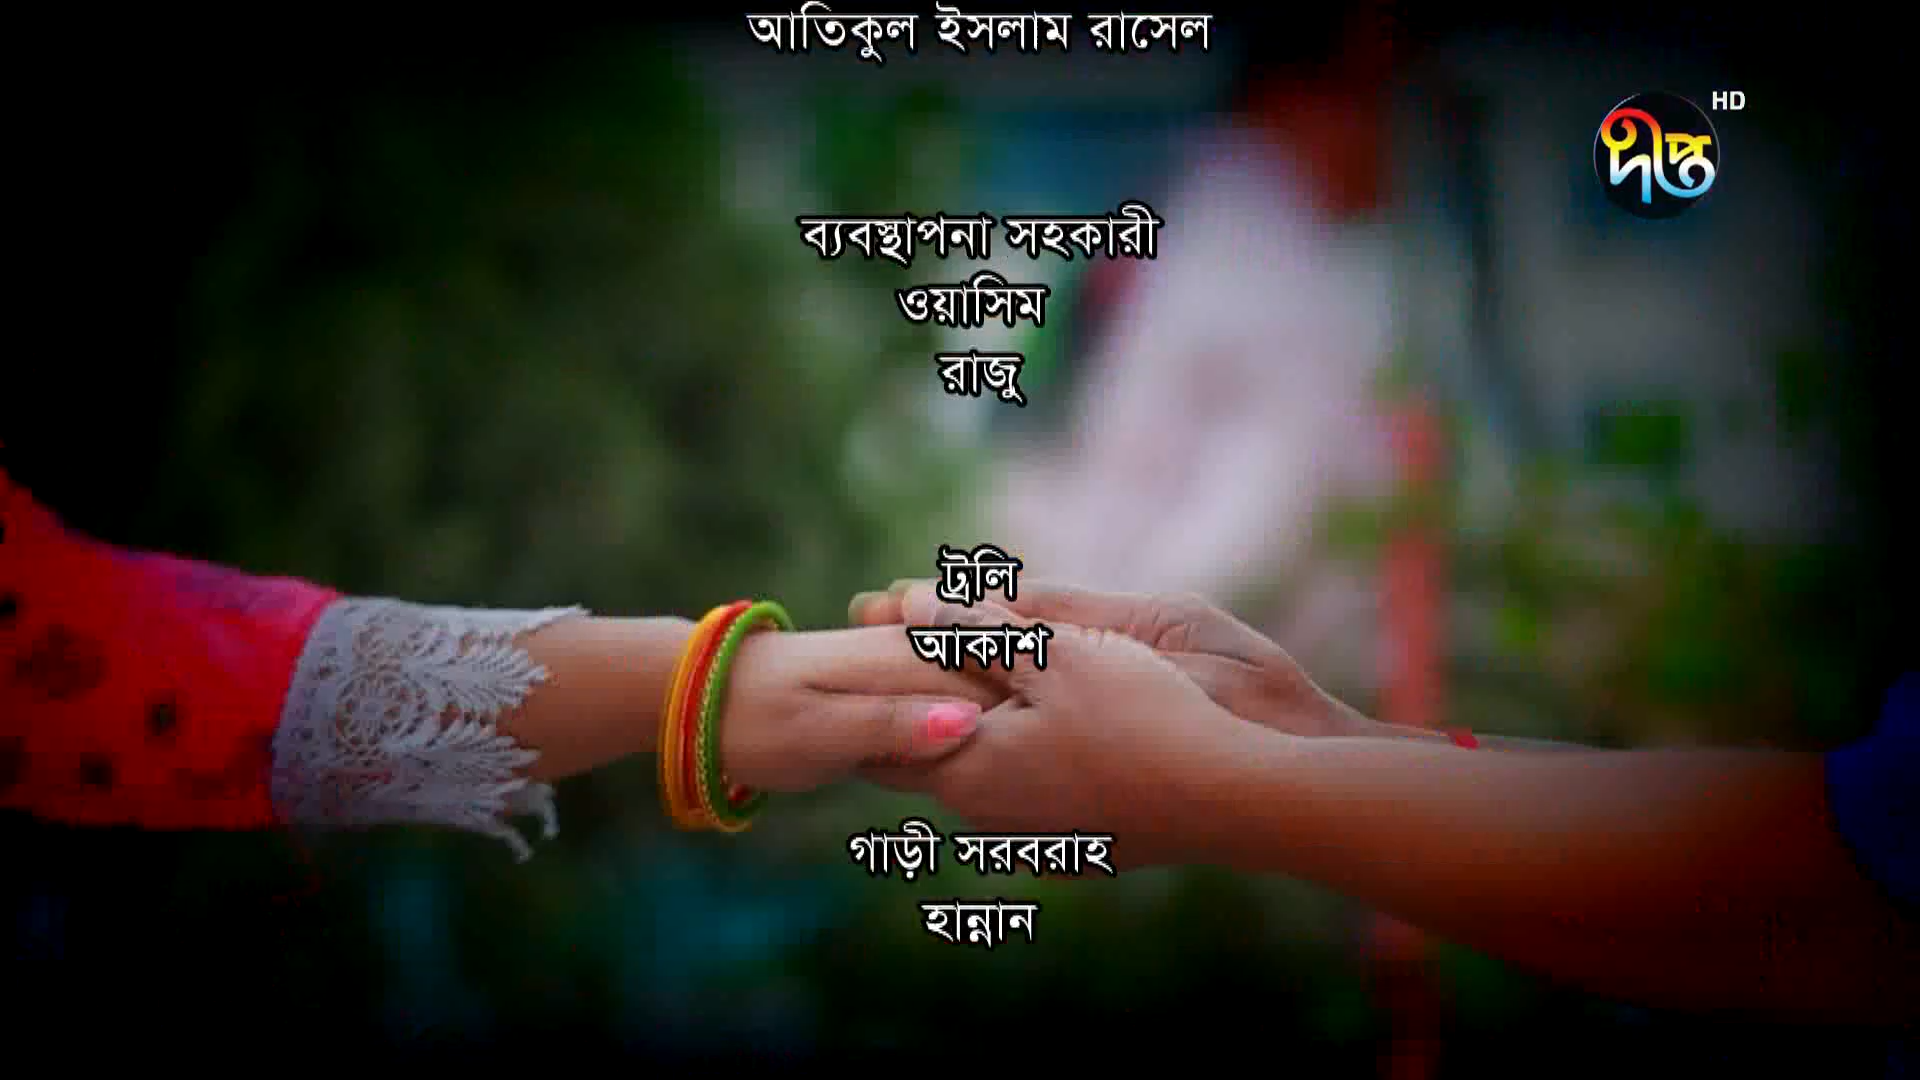 আতিকুল ইসলাম রাসেল
HD
দীপ্ত
ব্যবস্থাপনা সহকারী
ওয়াসিম
রাজু
ট্রলি
আকাশ
গাড়ী সরবরাহ
হান্নান